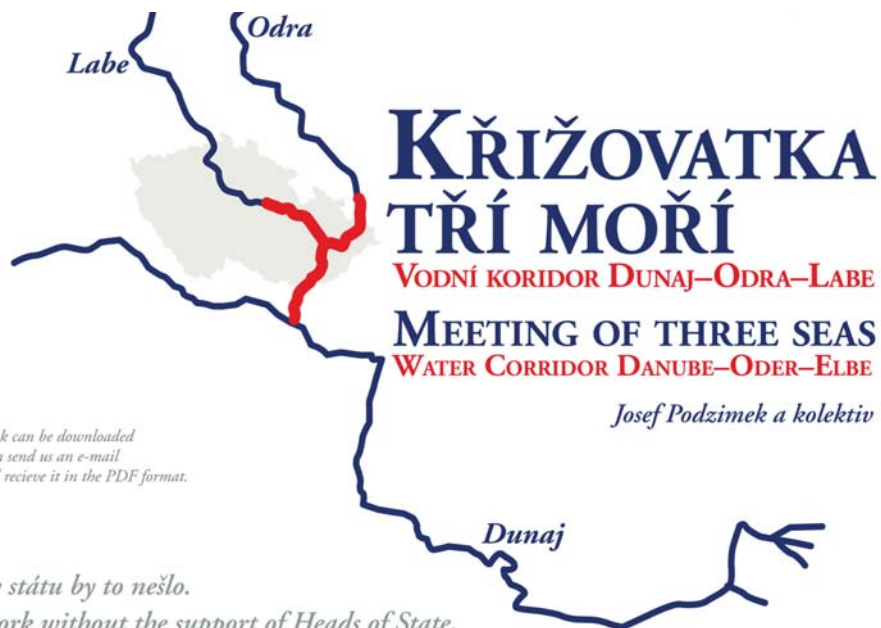 Odra
Labe
KŘIŽOVATKA
TŘÍ MOŘÍ
VODNÍ KORIDOR DUNAJ–ODRA–LABE
MEETING OF THREE SEAS
WATER CORRIDOR DANUBE–ODER–ELBE
Josef Podzimek a kolektiv
k can be downloaded
send us an e-mail
recieve it in the PDF format.
Dunaj
státu by to nešlo.
ork without the support of Heads of State.